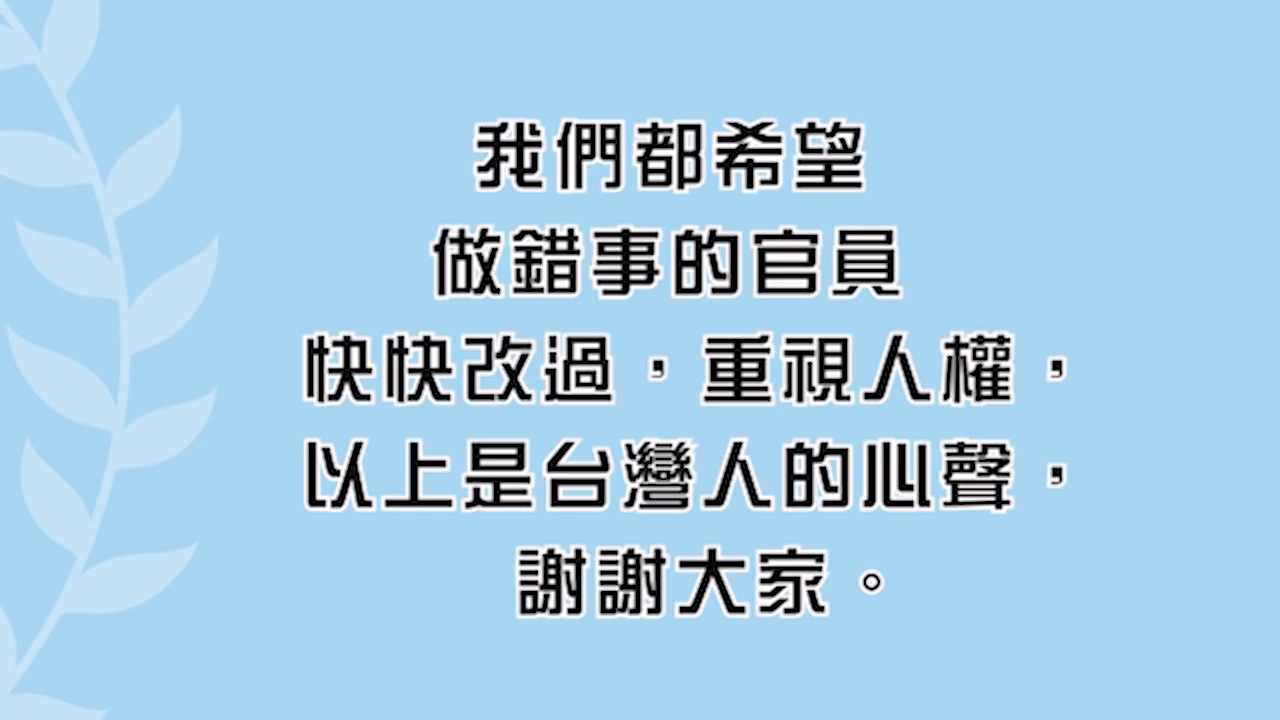 我們都希望
做錯事的官員
快快改過，重視人權，
以上是台灣人的心聲，
謝謝大家。